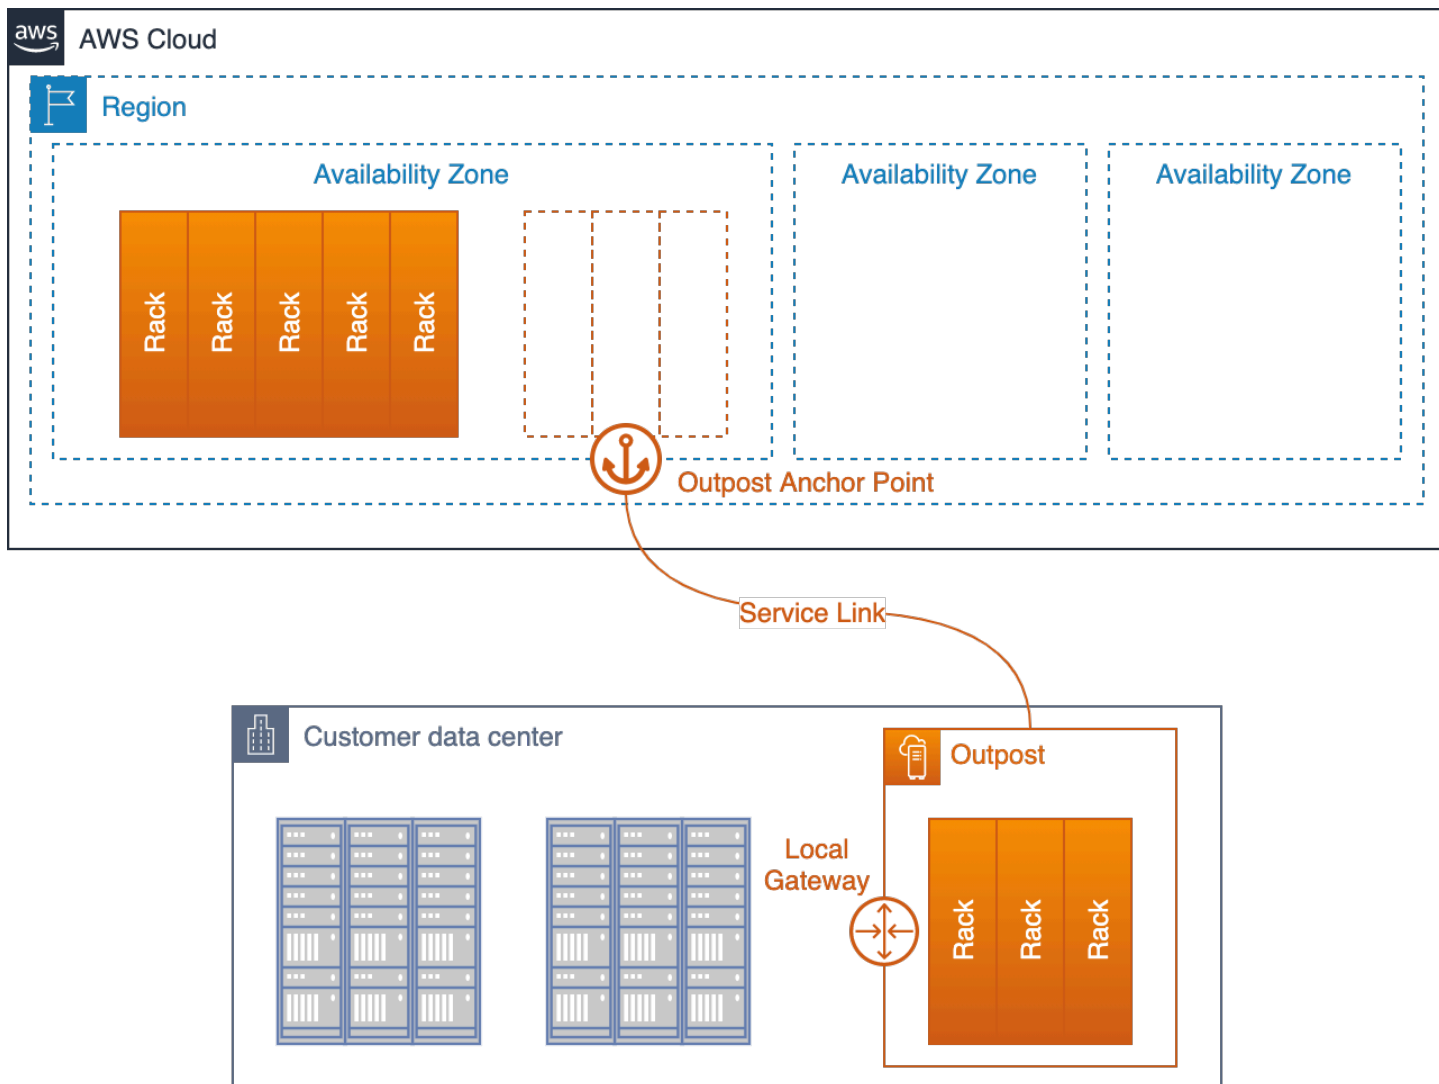 aws
AWS Cloud
Region
Availability Zone
Availability Zone
Availability Zone
Rack
Rack
Rack
Rack
Rack
Outpost Anchor Point
Service Link
Customer data center
Outpost
Local
Gateway
Rack
Rack
Rack